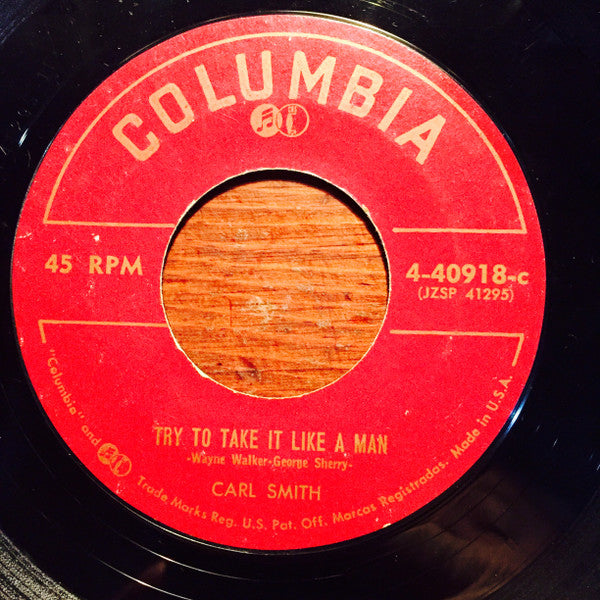 COLUMBIA
45 RPM
4-40918-c
(JZSP 41295)
TRY TO TAKE IT LIKE A MAN
-Wayne Walker-George Sherry-
CARL SMITH
"Columbia" and Trade Marks Reg. U.S. Pat. Off. Marcas Registradas. Made in U.S.A.